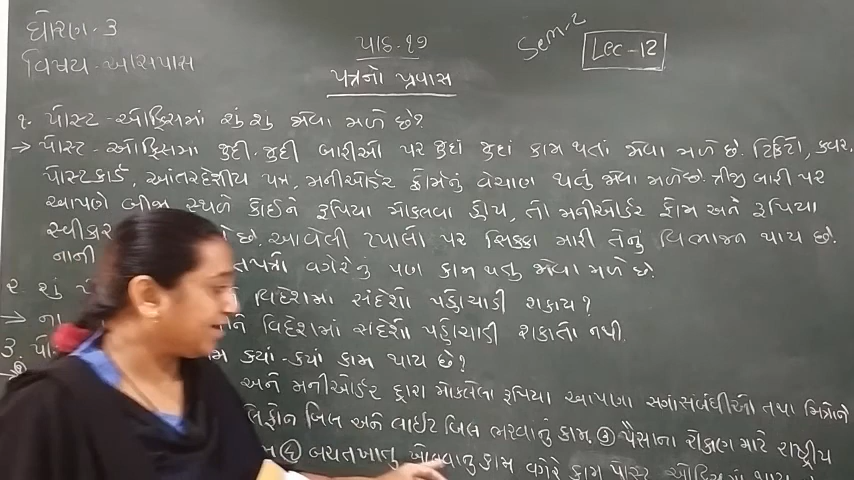 ધોરણ-3
વિષય-આસપાસ
પાઠ-૧૭
પત્રનો પ્રવાસ
Sem-2
Lec-12
૧. પોસ્ટ-ઓફિસમાં શું શું જોવા મળે છે?
→ પોસ્ટ-ઓફિસમા જુદી-જુદી બારીઓ પર જુદાં જુદાં કામ થતાં જોવા મળે છે. ટિકિટો, કવર,
પોસ્ટકાર્ડ, આંતરદેશીય પત્ર, મનીઓર્ડર ફોર્મનું વેચાણ થતું જોવા મળે છે. ત્રીજી બારી પર
આપણે બીજા સ્થળે કોઈને રૂપિયા મોકલવા હોય, તો મનીઓર્ડર ફોર્મ અને રૂપિયા
સ્વીકાર છે. આવેલી ટપાલો પર સિક્કા મારી તેનું વિભાજન થાય છે.
નાની વગેરેનું પણ કામ થતુ જોવા મળે છે.
૨. શું વિદેશમાં સંદેશો પહોંચાડી શકાય?
→ ના વિદેશમાં સંદેશો પહોંચાડી શકાતો નથી.
3. ક્યાં-ક્યાં કામ થાય છે?
→ ① અને મનીઓર્ડર દ્વારા મોકલેલા રૂપિયા આપણા સગાસંબંધીઓ તથા મિત્રોને
બિલ અને લાઈટ બિલ ભરવાનું કામ. ③ પૈસાના રોકાણ માટે રાષ્ટ્રીય
④ બચતખાતુ ખોલવાનુ કામ વગેરે કામ પોસ્ટ ઓફિસમાં થાય